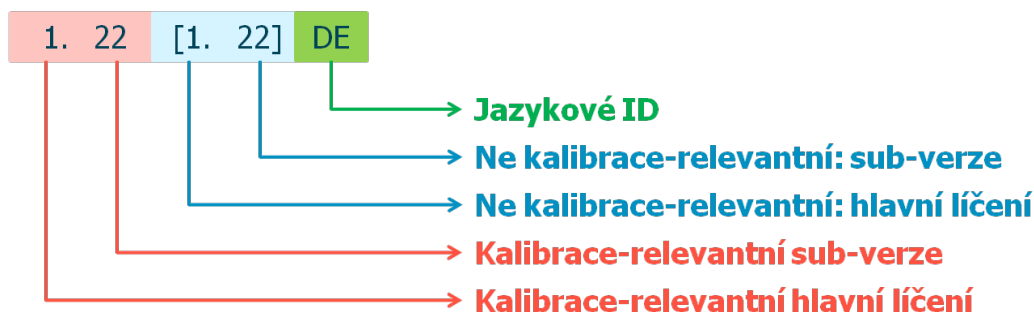 1. 22 [1. 22] DE
Jazykové ID
Ne kalibrace-relevantní: sub-verze
Ne kalibrace-relevantní: hlavní líčení
Kalibrace-relevantní sub-verze
Kalibrace-relevantní hlavní líčení